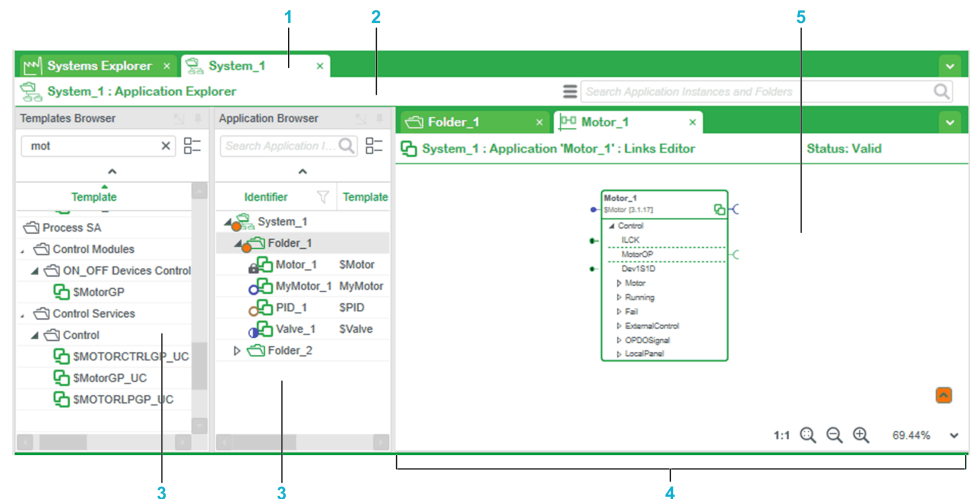 1 2 5
Systems Explorer × System_1 ×
System_1 : Application Explorer Search Application Instances and Folders
Templates Browser Application Browser Folder_1 × Motor_1 ×
mot × Search Application I... System_1 : Application 'Motor_1' : Links Editor Status: Valid
Template Identifier Template
Process SA
Control Modules
ON_OFF Devices Control
$MotorGP
Control Services
Control
$MOTORCTRLGP_UC
$MotorGP_UC
$MOTORLPGP_UC
System_1
Folder_1
Motor_1 $Motor
MyMotor_1 MyMotor
PID_1 $PID
Valve_1 $Valve
Folder_2
Motor_1
$Motor [3.1.17]
Control
ILCK
MotorOP
Dev1S1D
Motor
Running
Fail
ExternalControl
OPDOSignal
LocalPanel
1:1 69.44%
3 3 4